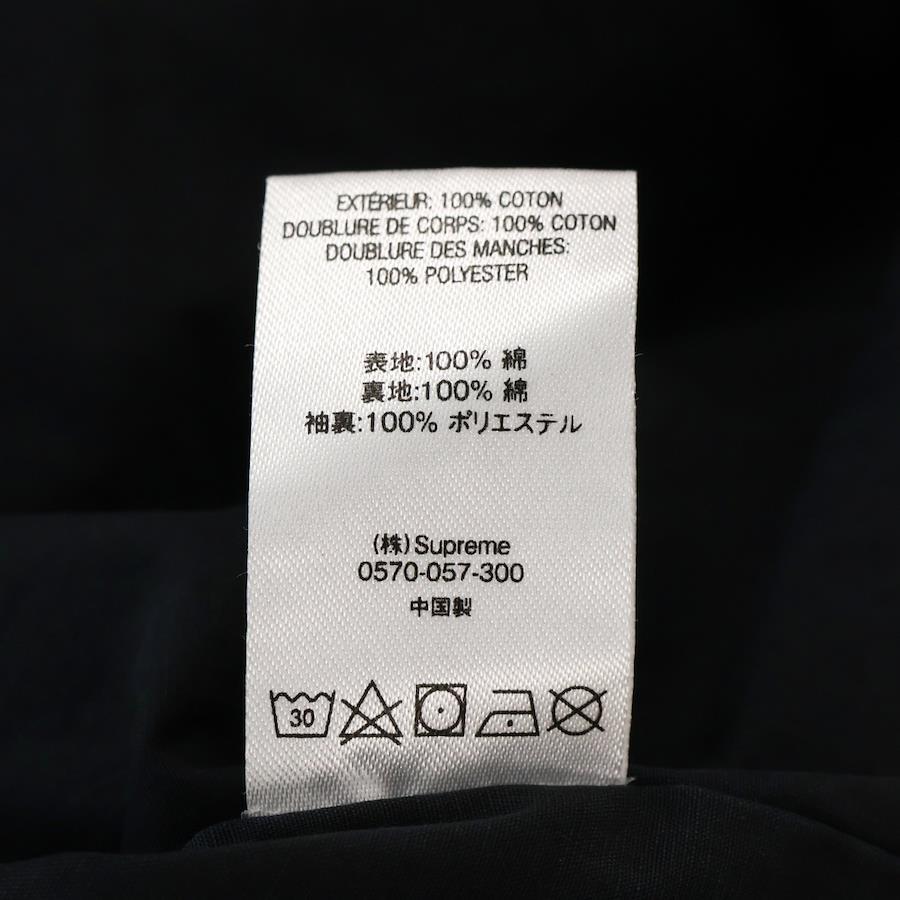 EXTÉRIEUR: 100% COTON
DOUBLURE DE CORPS: 100% COTON
DOUBLURE DES MANCHES:
100% POLYESTER
表地:100% 綿
裏地:100% 綿
袖裏:100% ポリエステル
(株)Supreme
0570-057-300
中国製
30